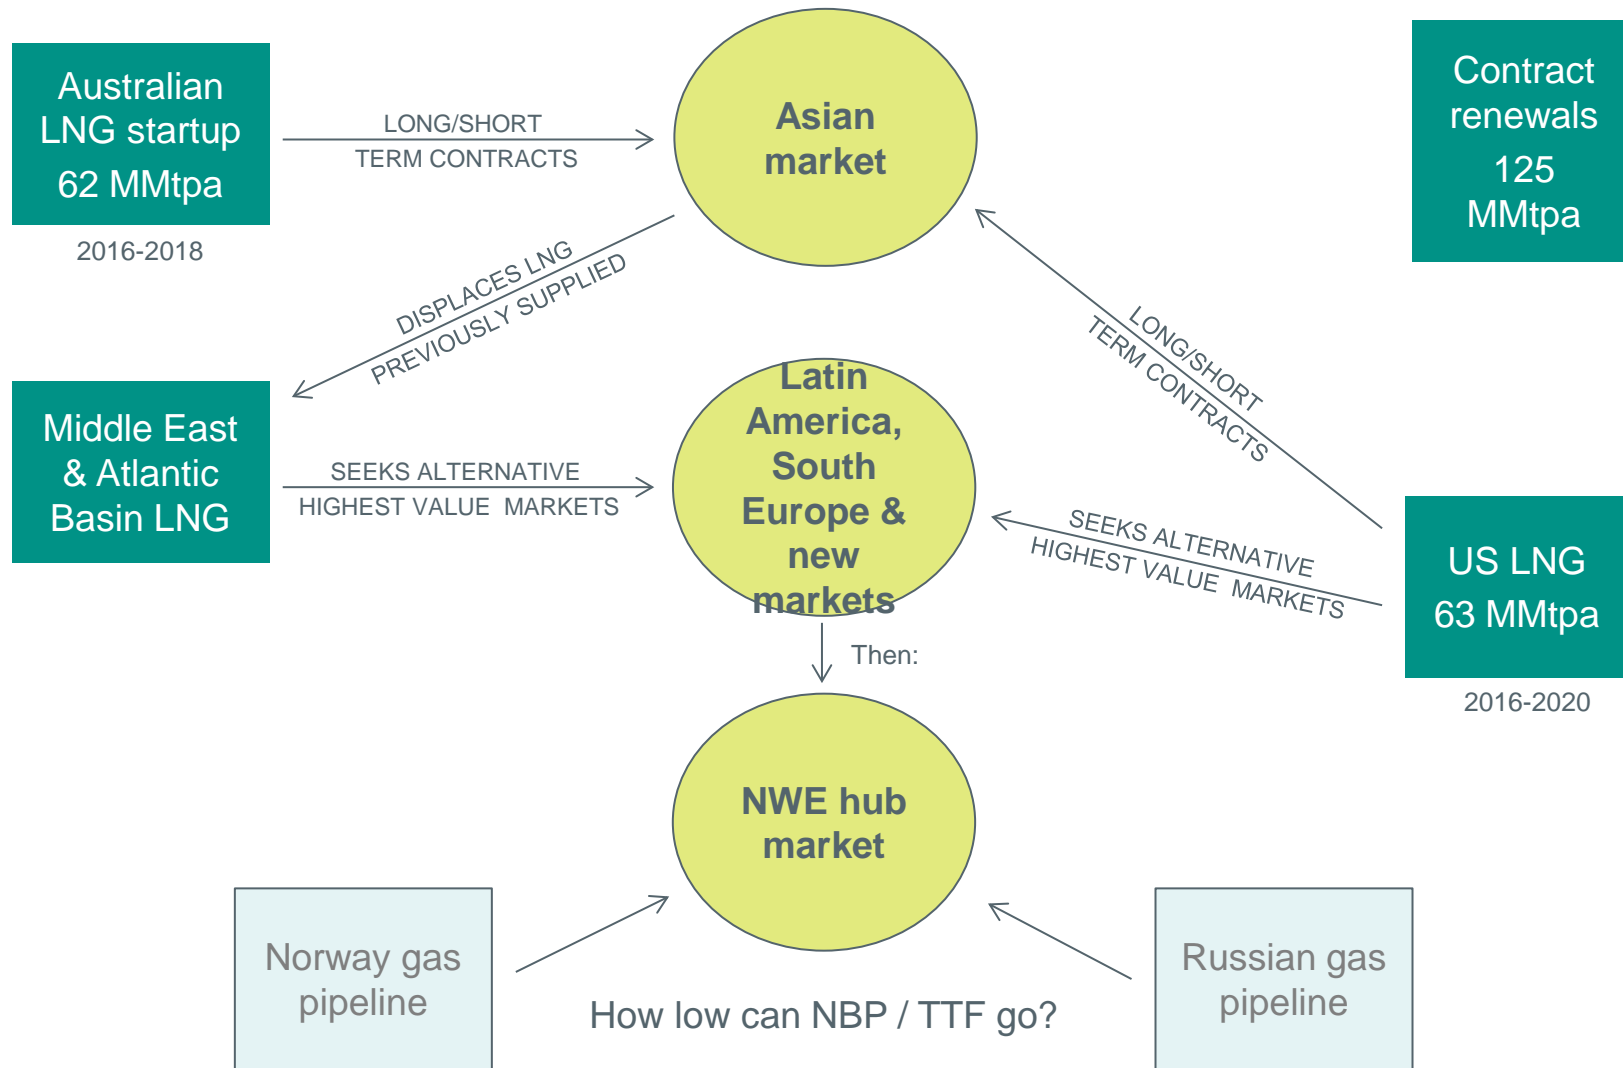 Australian
LNG startup
62 MMtpa
2016-2018
LONG/SHORT
TERM CONTRACTS
Asian
market
Contract
renewals
125
MMtpa
DISPLACES LNG
PREVIOUSLY SUPPLIED
LONG/SHORT
TERM CONTRACTS
Middle East
& Atlantic
Basin LNG
SEEKS ALTERNATIVE
HIGHEST VALUE MARKETS
Latin
America,
South
Europe &
new
markets
SEEKS ALTERNATIVE
HIGHEST VALUE MARKETS
US LNG
63 MMtpa
2016-2020
Then:
NWE hub
market
Norway gas
pipeline
How low can NBP / TTF go?
Russian gas
pipeline